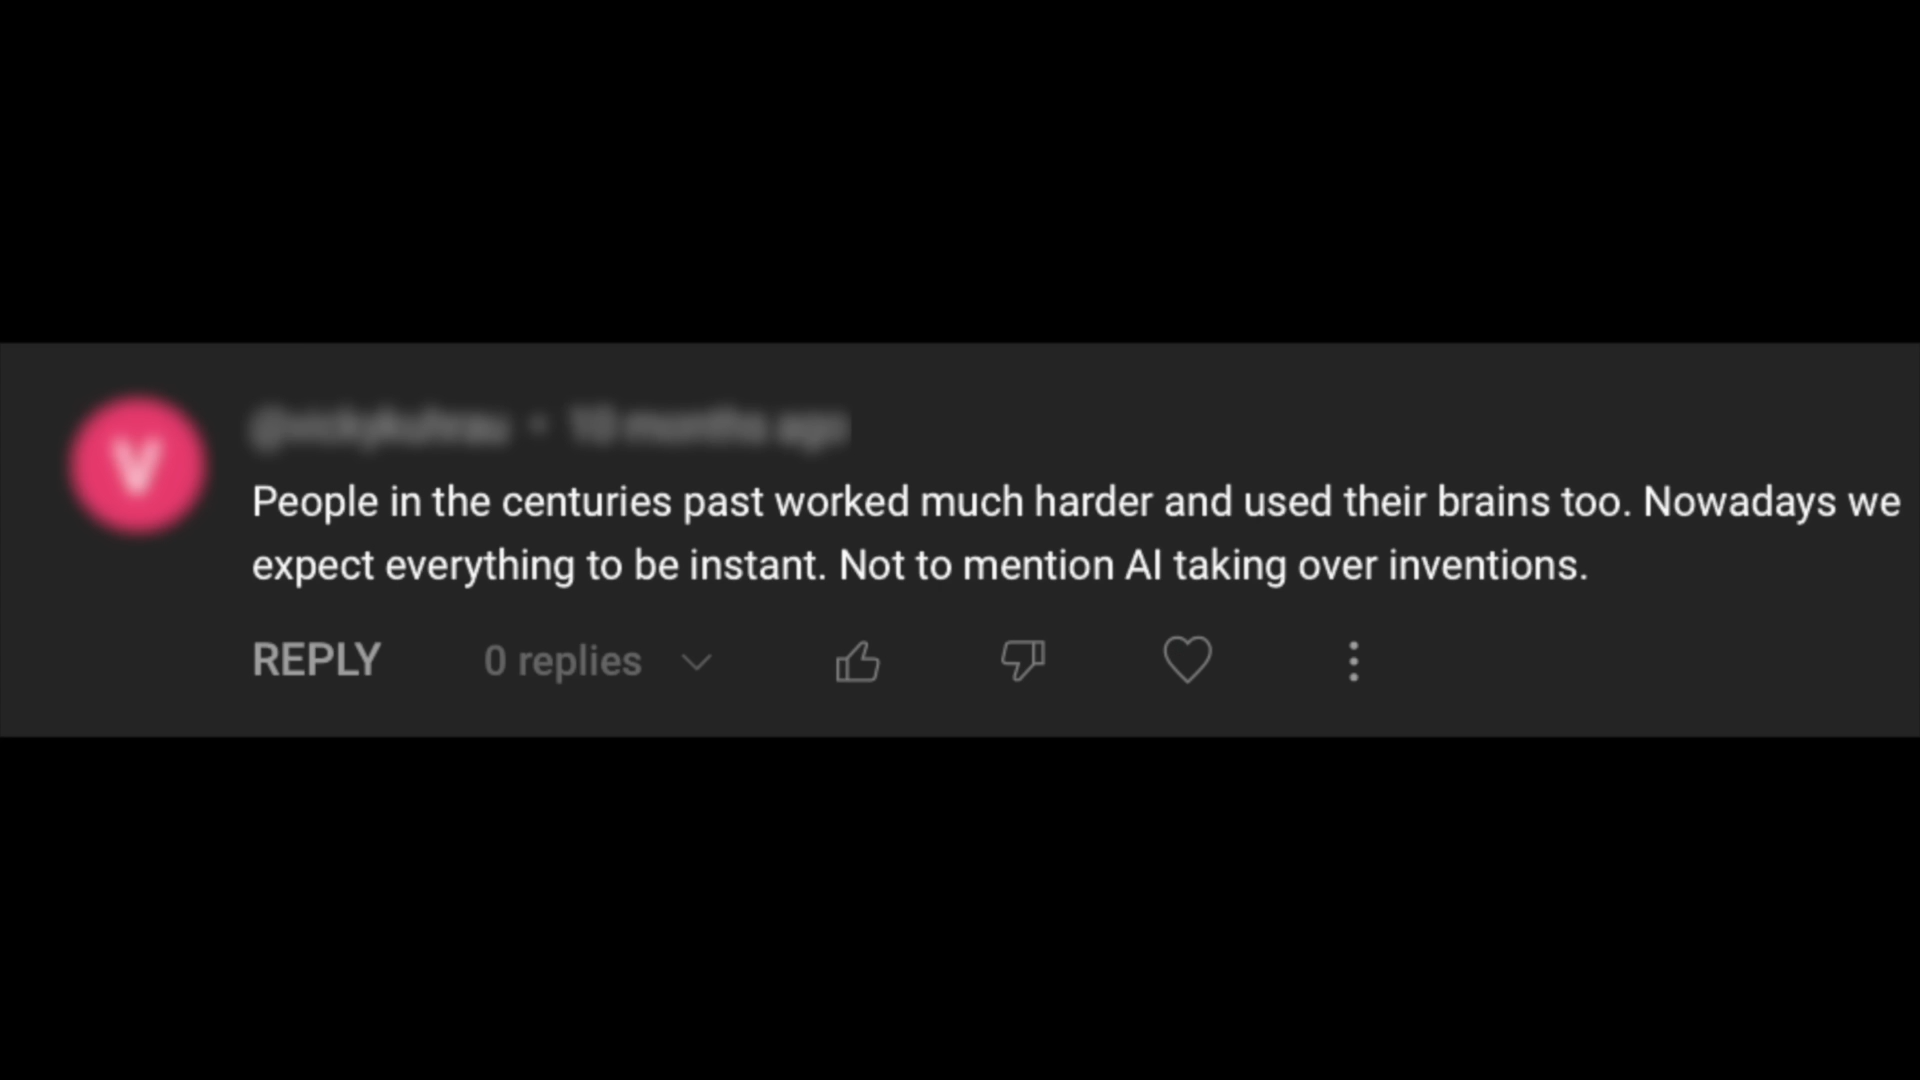 V
People in the centuries past worked much harder and used their brains too. Nowadays we
expect everything to be instant. Not to mention AI taking over inventions.
REPLY 0 replies